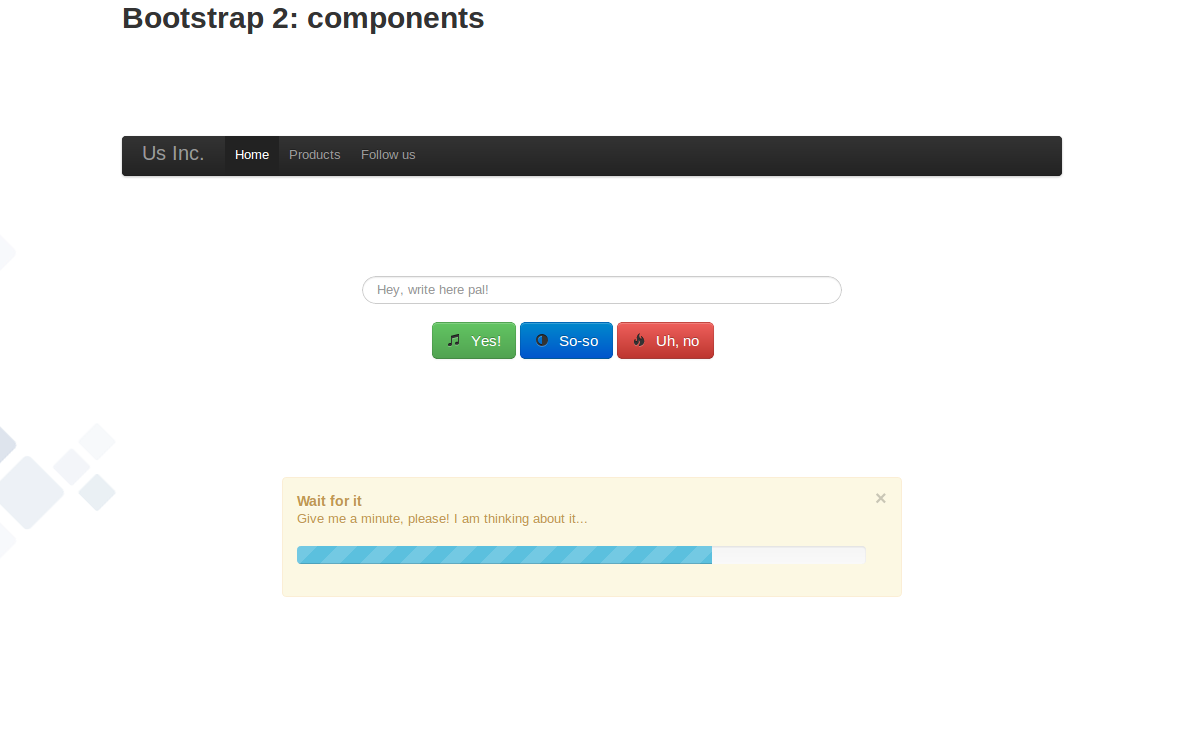 Bootstrap 2: components
Us Inc. Home Products Follow us
Hey, write here pal!
Yes! So-so Uh, no
Wait for it ×
Give me a minute, please! I am thinking about it...